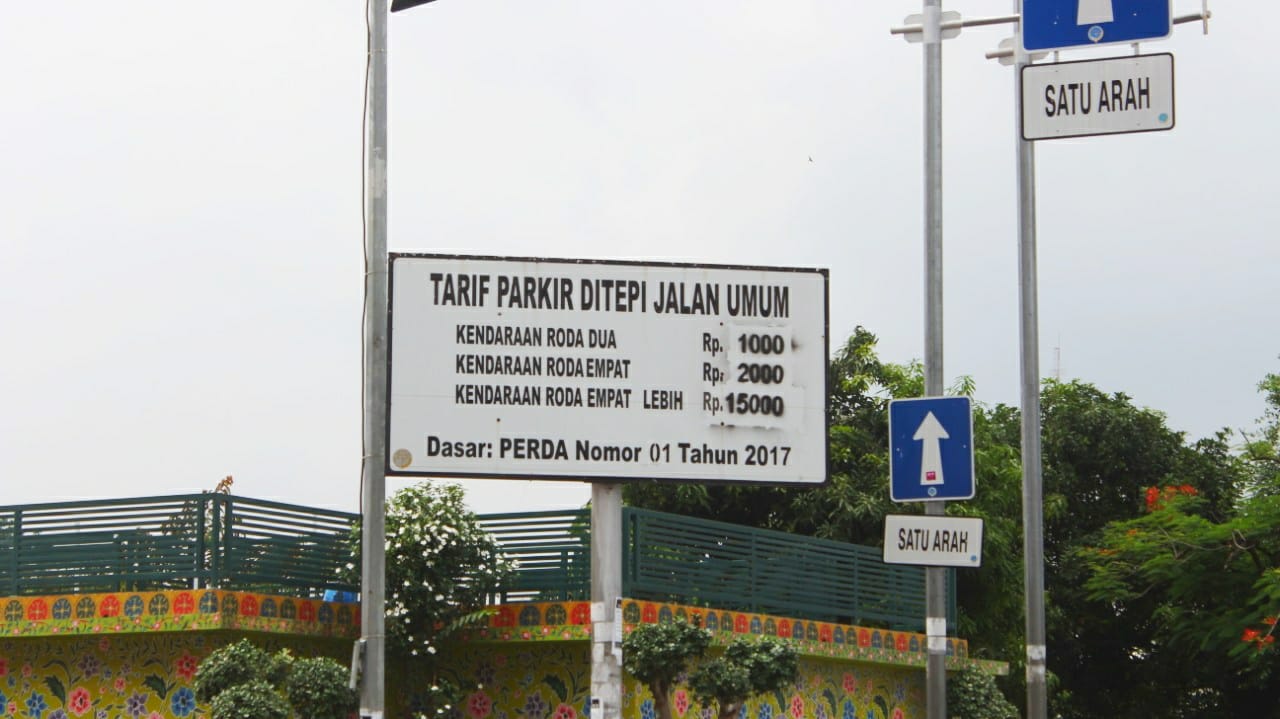 SATU ARAH
TARIF PARKIR DITEPI JALAN UMUM
KENDARAAN RODA DUA Rp. 1000
KENDARAAN RODA EMPAT Rp. 2000
KENDARAAN RODA EMPAT LEBIH Rp. 15000
Dasar: PERDA Nomor 01 Tahun 2017
SATU ARAH